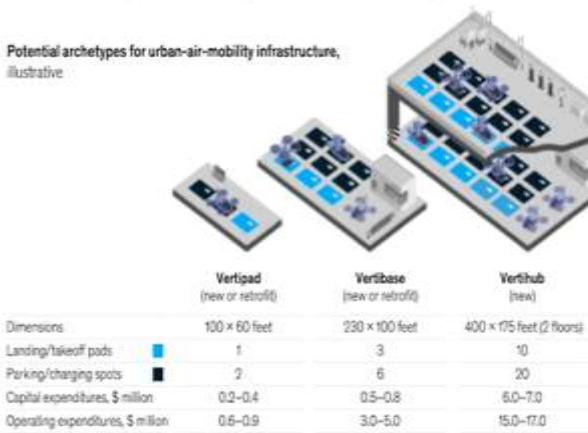 Potential archetypes for urban-air-mobility infrastructure,
illustrative
Vertipad Vertibase Vertihub
(new or retrofit) (new or retrofit) (new)
Dimensions 100 × 60 feet 230 × 100 feet 400 × 175 feet (2 floors)
Landing/takeoff pads 1 3 10
Parking/charging spots 2 6 20
Capital expenditures, $ million 0.2–0.4 0.5–0.8 6.0–7.0
Operating expenditures, $ million 0.6–0.9 3.0–5.0 15.0–17.0